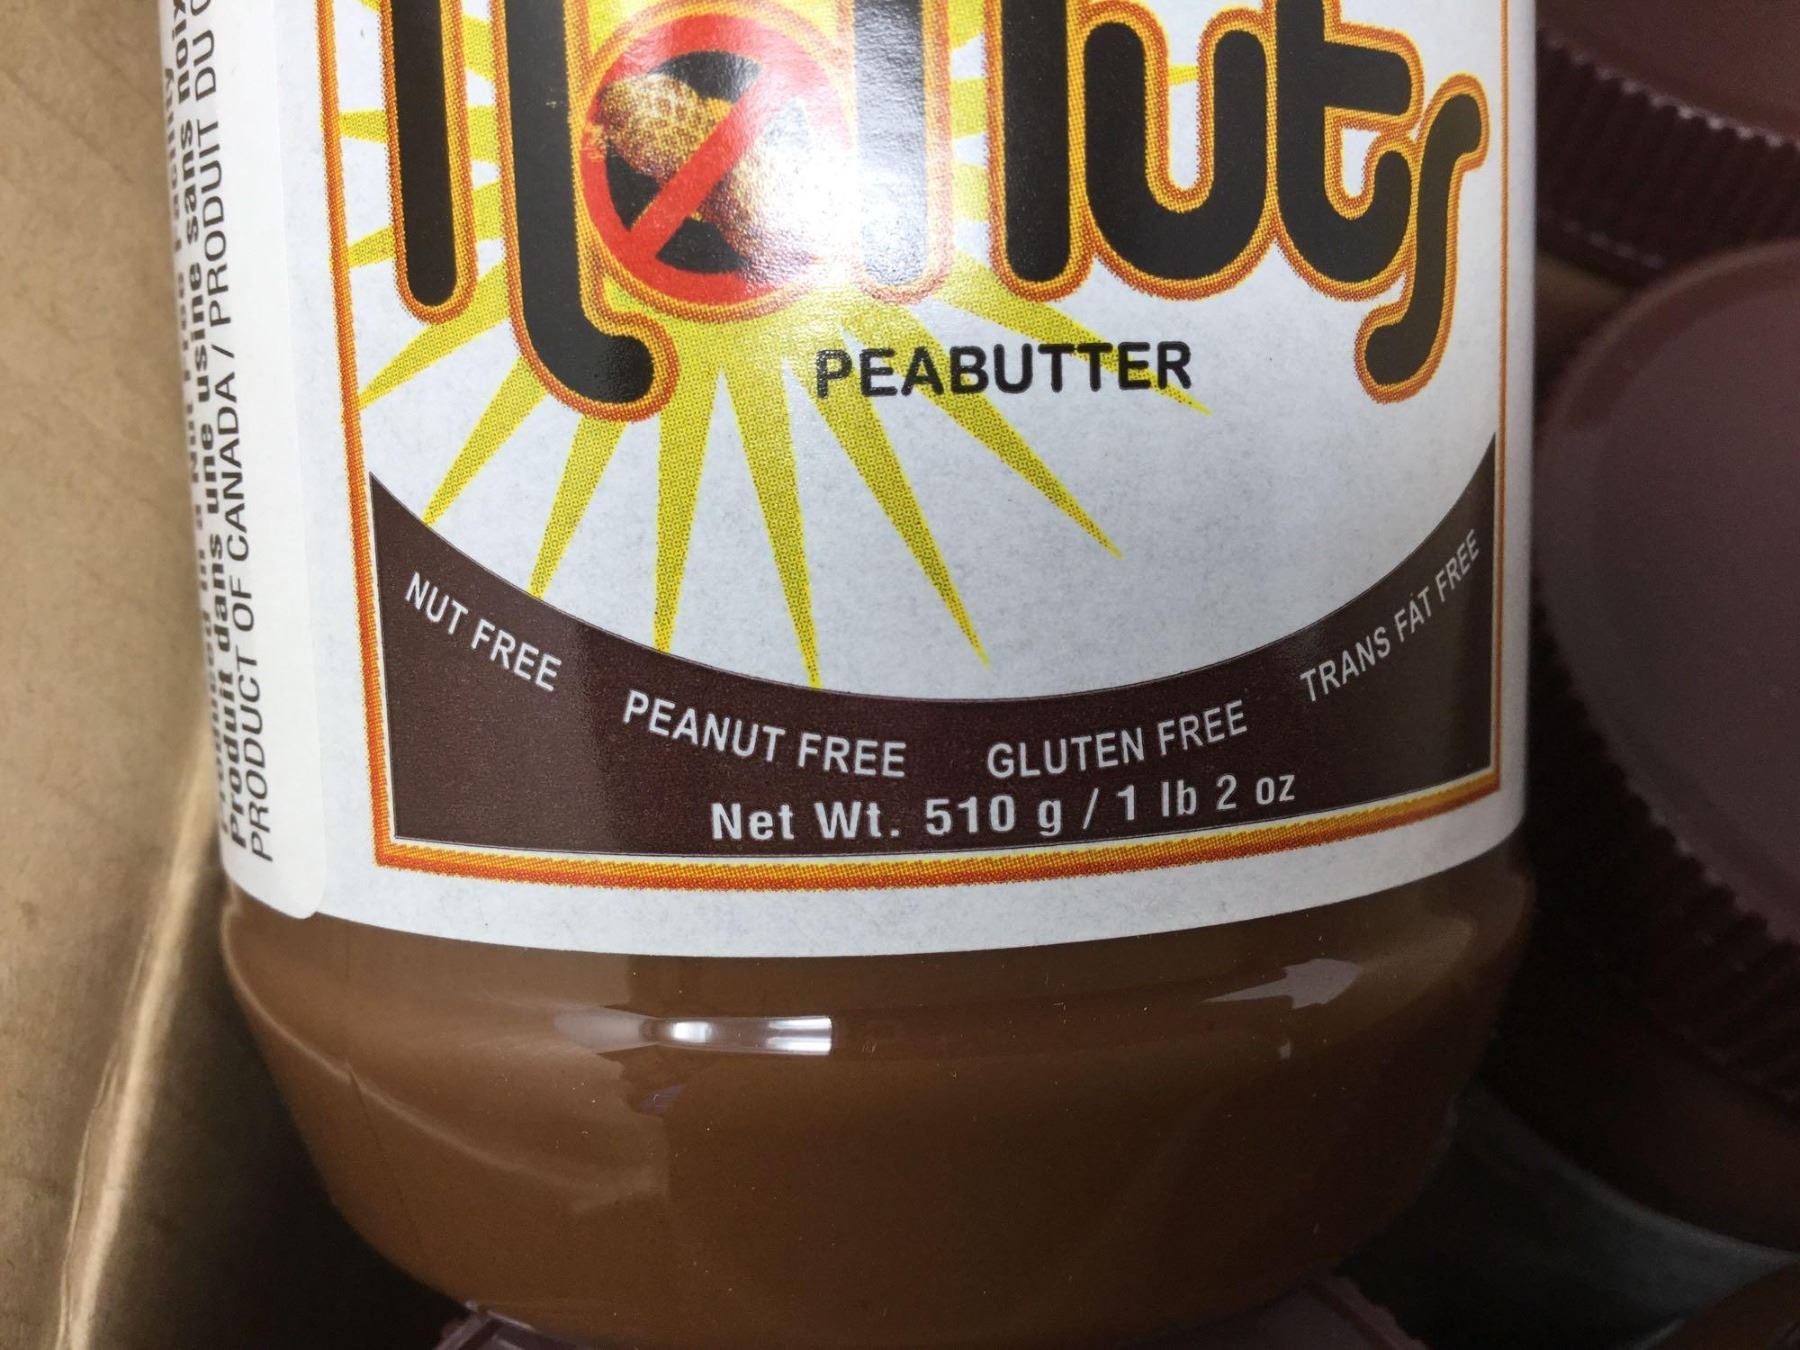 noNuts
PEABUTTER
NUT FREE PEANUT FREE GLUTEN FREE TRANS FAT FREE
Net Wt. 510 g / 1 lb 2 oz
Produit dans une usine sans noix
PRODUCT OF CANADA / PRODUIT DU